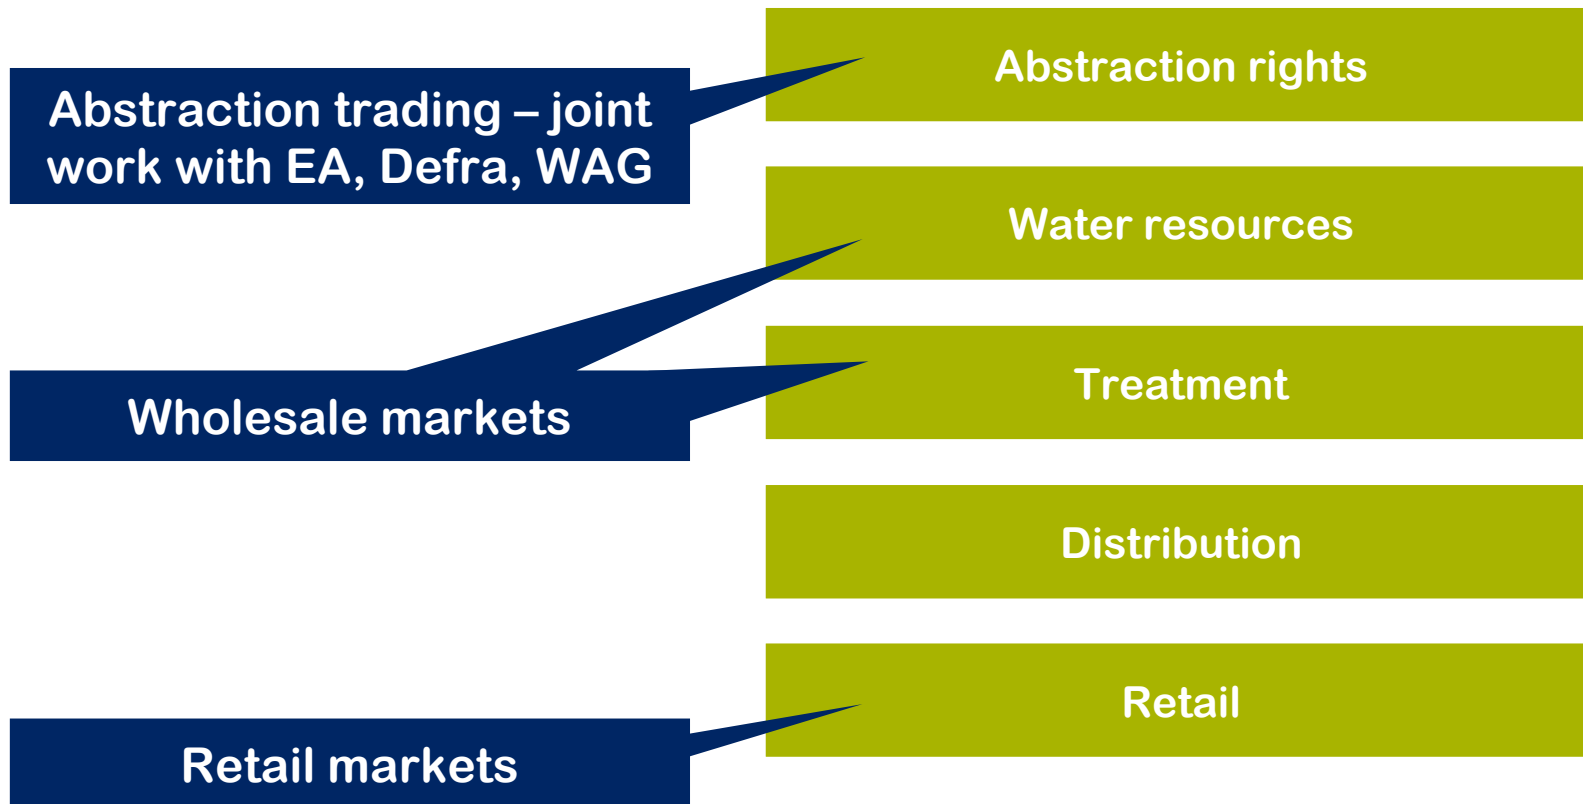 Abstraction rights
Abstraction trading – joint
work with EA, Defra, WAG
Water resources
Treatment
Wholesale markets
Distribution
Retail
Retail markets